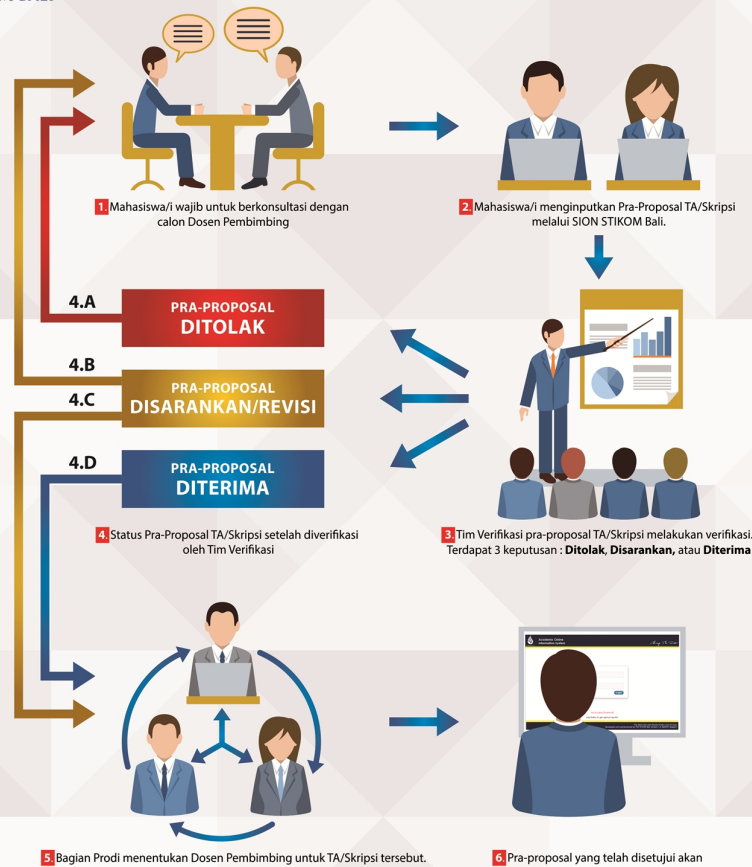 1. Mahasiswa/i wajib untuk berkonsultasi dengan
calon Dosen Pembimbing
2. Mahasiswa/i menginputkan Pra-Proposal TA/Skripsi
melalui SION STIKOM Bali.
4.A
PRA-PROPOSAL
DITOLAK
4.B
4.C
PRA-PROPOSAL
DISARANKAN/REVISI
4.D
PRA-PROPOSAL
DITERIMA
4. Status Pra-Proposal TA/Skripsi setelah diverifikasi
oleh Tim Verifikasi
3. Tim Verifikasi pra-proposal TA/Skripsi melakukan verifikasi.
Terdapat 3 keputusan : Ditolak, Disarankan, atau Diterima
Academic Online
Information System
5. Bagian Prodi menentukan Dosen Pembimbing untuk TA/Skripsi tersebut.
6. Pra-proposal yang telah disetujui akan